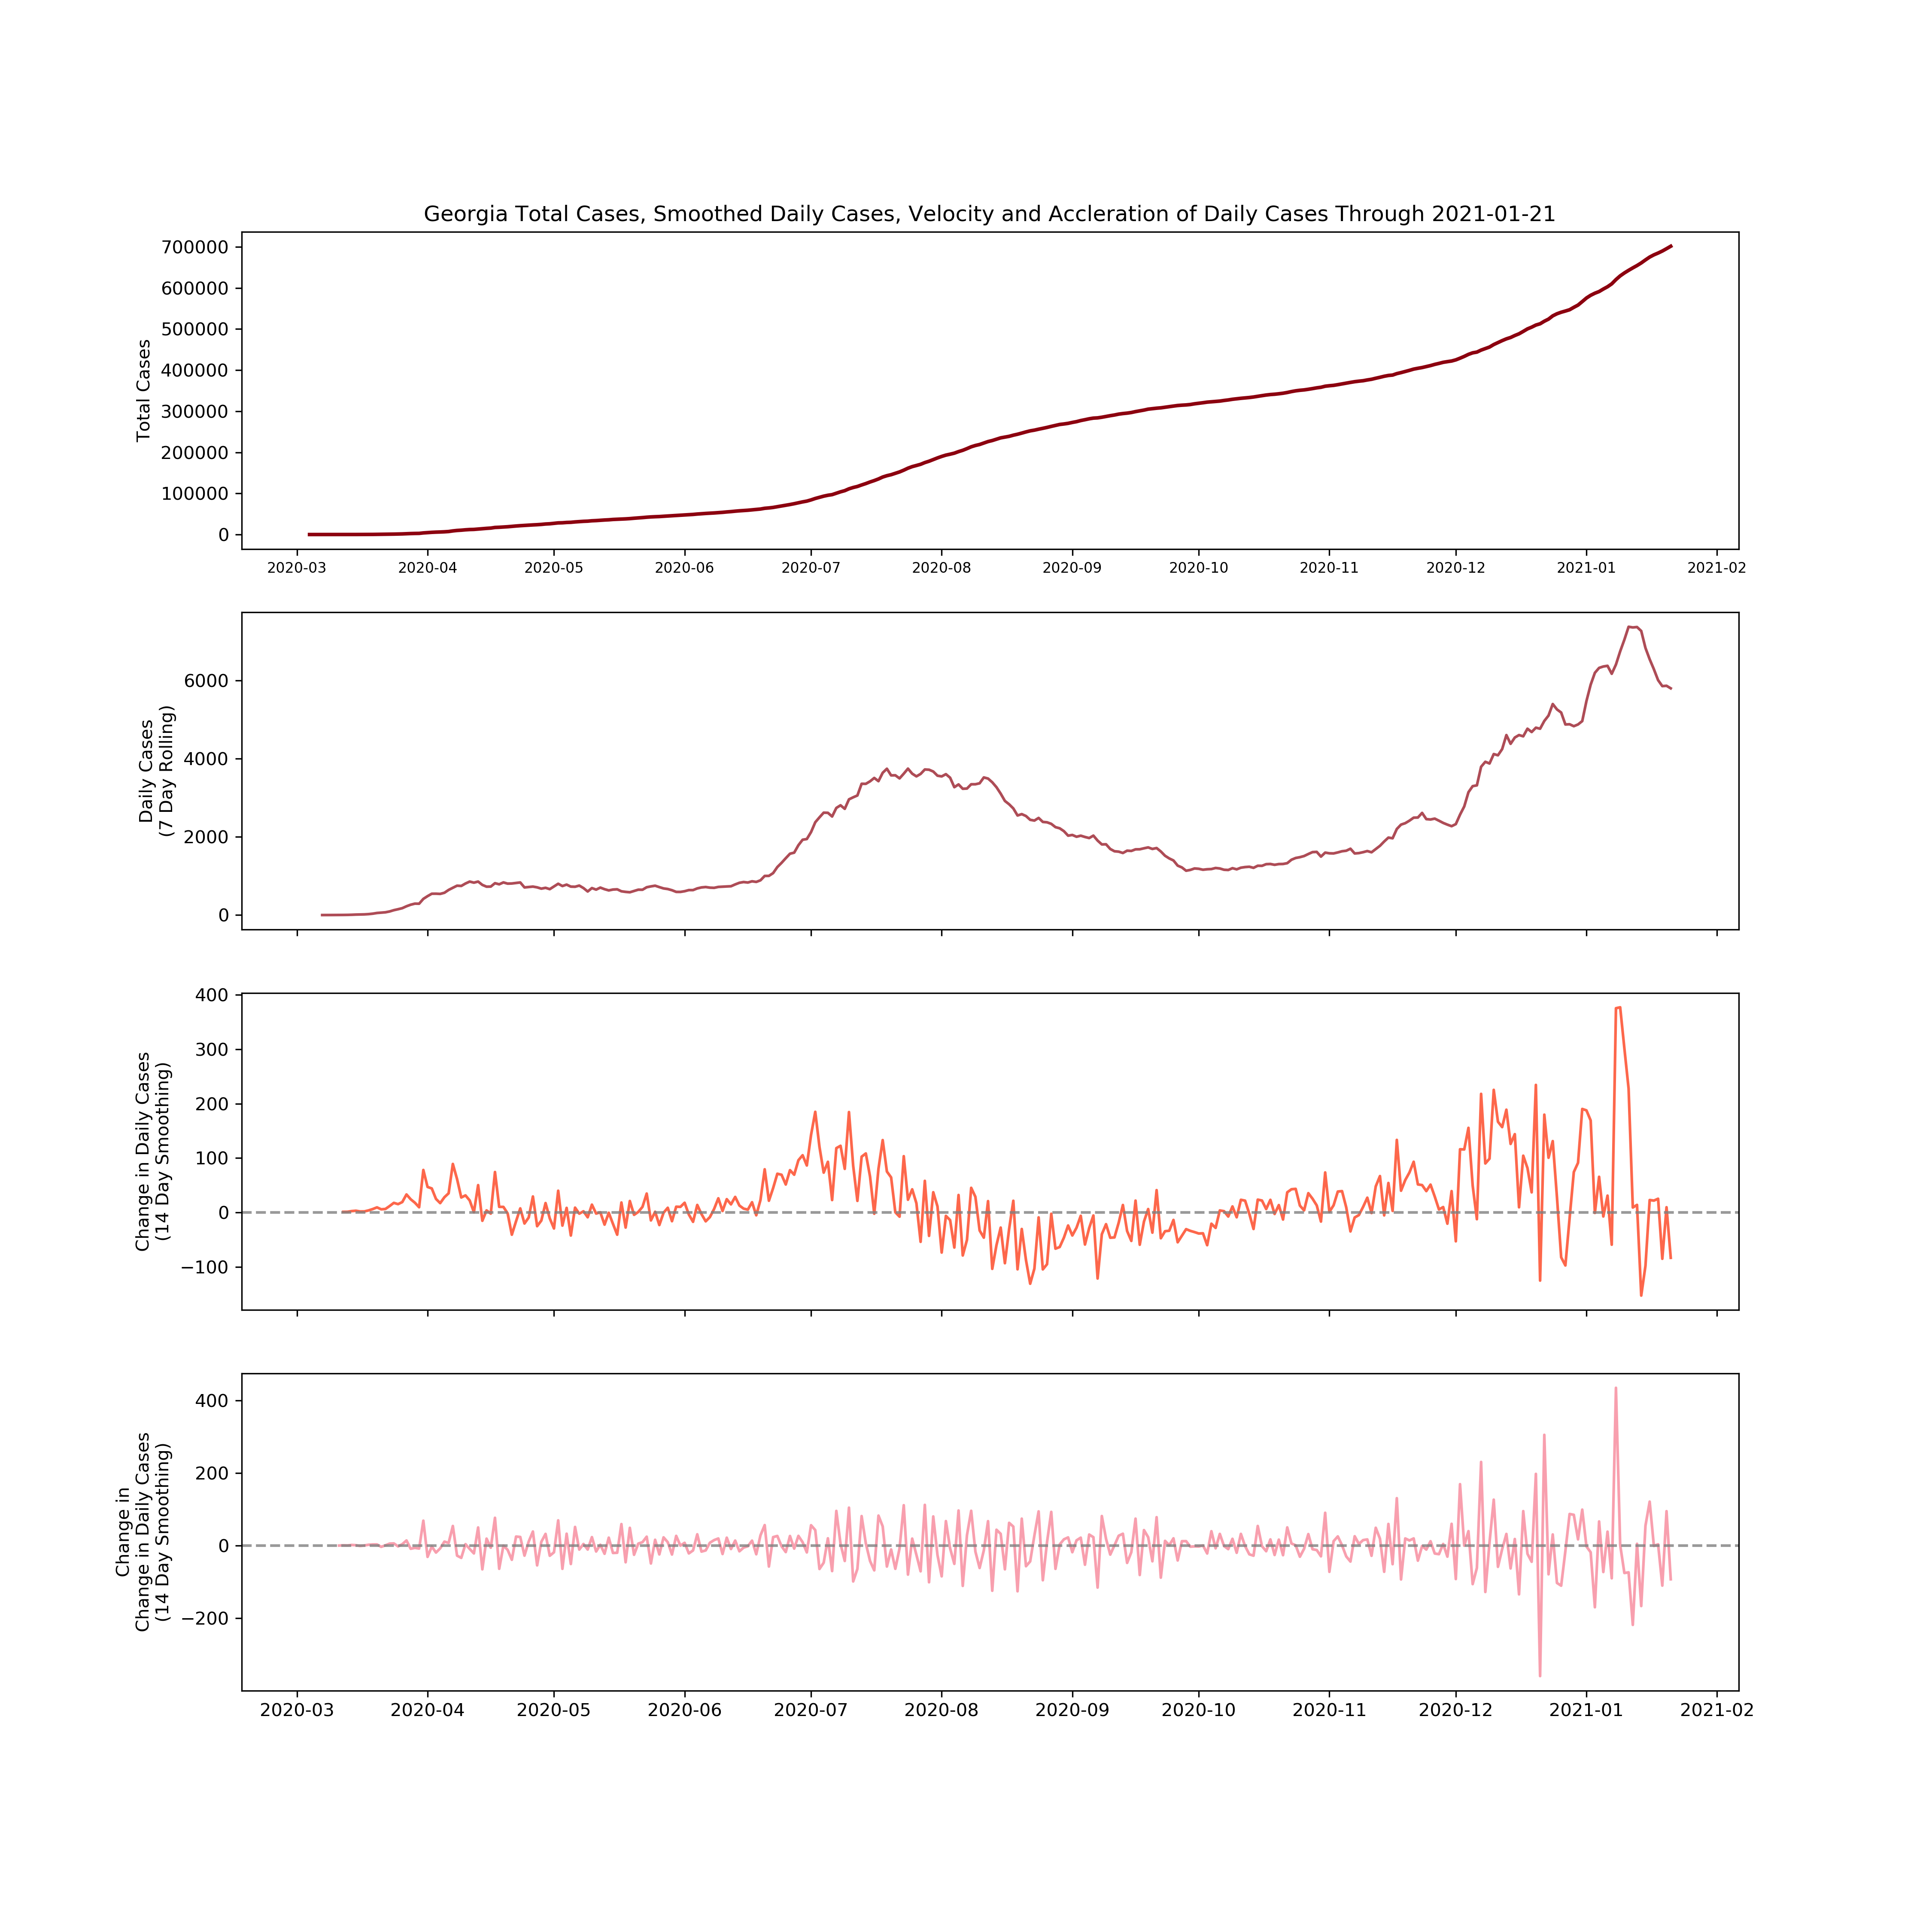 Georgia Total Cases, Smoothed Daily Cases, Velocity and Accleration of Daily Cases Through 2021-01-21
Total Cases
700000
600000
500000
400000
300000
200000
100000
0
2020-03 2020-04 2020-05 2020-06 2020-07 2020-08 2020-09 2020-10 2020-11 2020-12 2021-01 2021-02
Daily Cases
(7 Day Rolling)
6000
4000
2000
0
Change in Daily Cases
(14 Day Smoothing)
400
300
200
100
0
−100
Change in
Change in Daily Cases
(14 Day Smoothing)
400
200
0
−200
2020-03 2020-04 2020-05 2020-06 2020-07 2020-08 2020-09 2020-10 2020-11 2020-12 2021-01 2021-02